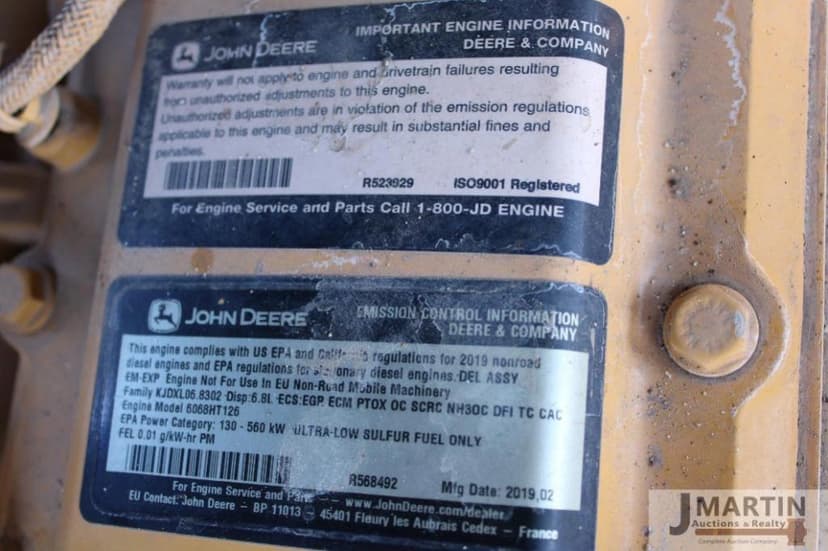 JOHN DEERE
IMPORTANT ENGINE INFORMATION
DEERE & COMPANY
Warranty will not apply to engine and drivetrain failures resulting
from unauthorized adjustments to this engine.
Unauthorized adjustments are in violation of the emission regulations
applicable to this engine and may result in substantial fines and
penalties.
R523929 ISO9001 Registered
For Engine Service and Parts Call 1-800-JD ENGINE
JOHN DEERE
EMISSION CONTROL INFORMATION
DEERE & COMPANY
This engine complies with US EPA and California regulations for 2019 nonroad
diesel engines and EPA regulations for stationary diesel engines. DEL ASSY
EM-EXP Engine Not For Use In EU Non-Road Mobile Machinery
Family KJDXL06.8302 Disp:6.8L ECS:EGP ECM PTOX OC SCRC NH3OC DFI TC CAC
Engine Model 6068HT126
EPA Power Category: 130 - 560 kW ULTRA-LOW SULFUR FUEL ONLY
FEL 0.01 g/kW-hr PM
R568492 Mfg Date: 2019,02
For Engine Service and Parts www.JohnDeere.com/dealer
EU Contact: John Deere - BP 11013 - 45401 Fleury les Aubrais Cedex - France
J MARTIN
Auctions & Realty
Complete Auction Company